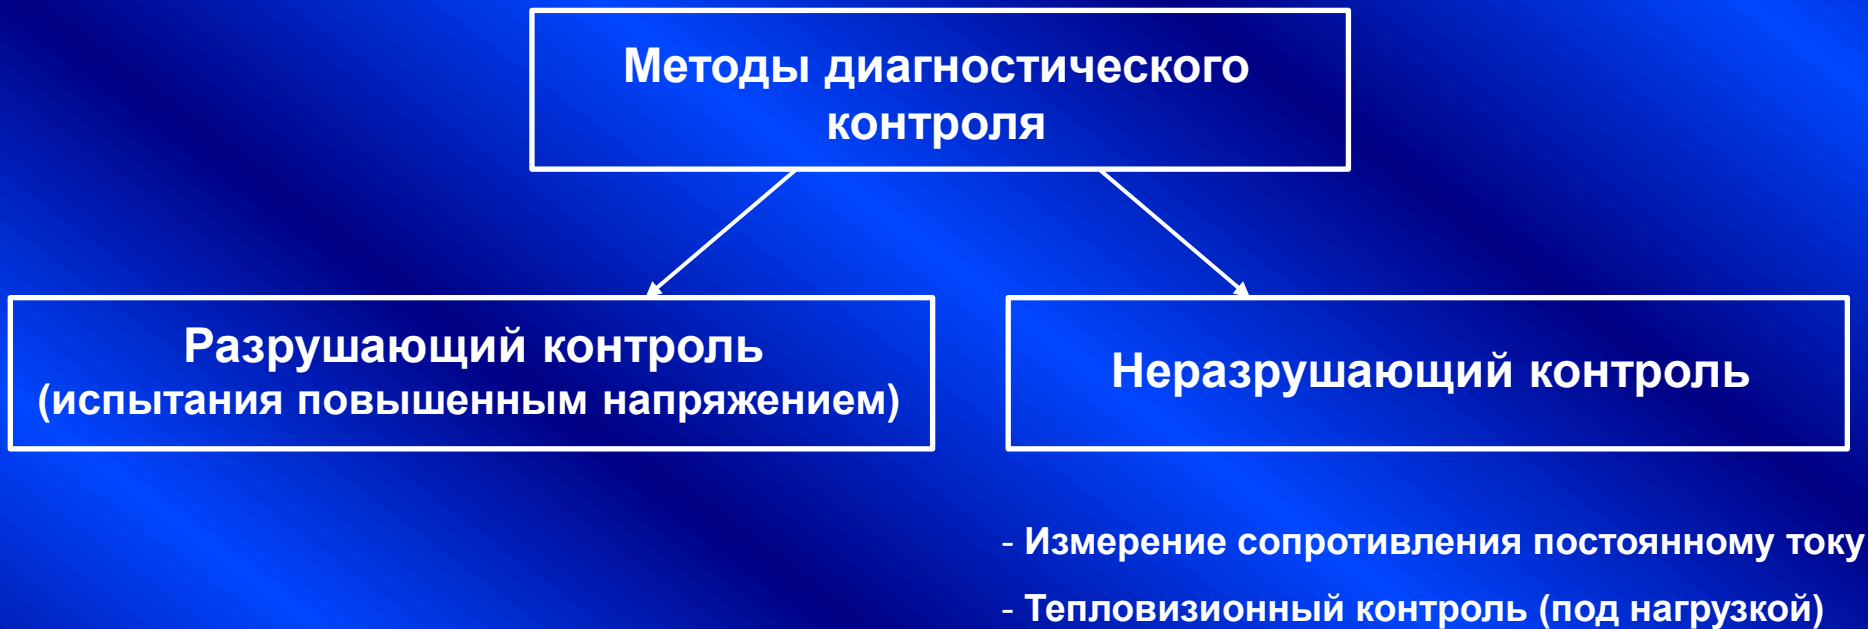 Методы диагностического
контроля
Разрушающий контроль
(испытания повышенным напряжением)
Неразрушающий контроль
- Измерение сопротивления постоянному току
- Тепловизионный контроль (под нагрузкой)